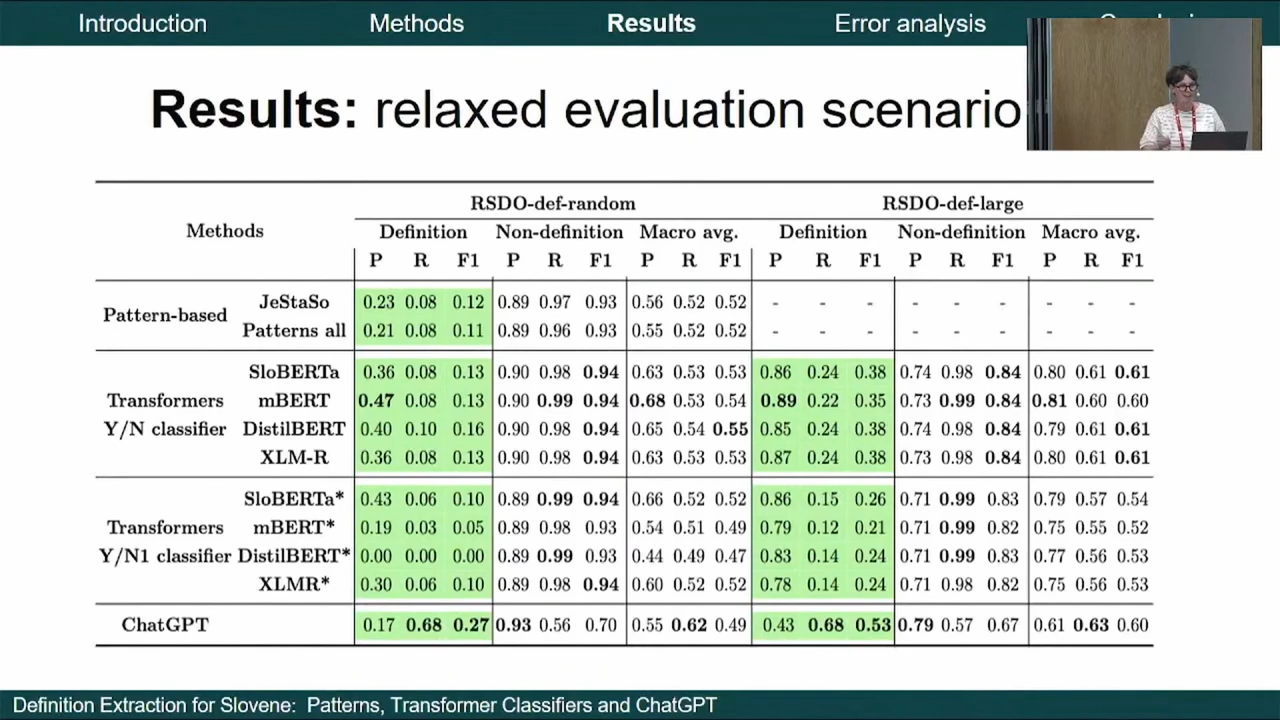 Introduction Methods Results Error analysis
Results: relaxed evaluation scenario
RSDO-def-random RSDO-def-large
Methods Definition Non-definition Macro avg. Definition Non-definition Macro avg.
P R F1 P R F1 P R F1 P R F1 P R F1 P R F1
Pattern-based JeStaSo 0.23 0.08 0.12 0.89 0.97 0.93 0.56 0.52 0.52 - - - - - - - - -
Patterns all 0.21 0.08 0.11 0.89 0.96 0.93 0.55 0.52 0.52 - - - - - - - - -
SloBERTa 0.36 0.08 0.13 0.90 0.98 0.94 0.63 0.53 0.53 0.86 0.24 0.38 0.74 0.98 0.84 0.80 0.61 0.61
Transformers mBERT 0.47 0.08 0.13 0.90 0.99 0.94 0.68 0.53 0.54 0.89 0.22 0.35 0.73 0.99 0.84 0.81 0.60 0.60
Y/N classifier DistilBERT 0.40 0.10 0.16 0.90 0.98 0.94 0.65 0.54 0.55 0.85 0.24 0.38 0.74 0.98 0.84 0.79 0.61 0.61
XLM-R 0.36 0.08 0.13 0.90 0.98 0.94 0.63 0.53 0.53 0.87 0.24 0.38 0.73 0.98 0.84 0.80 0.61 0.61
SloBERTa* 0.43 0.06 0.10 0.89 0.99 0.94 0.66 0.52 0.52 0.86 0.15 0.26 0.71 0.99 0.83 0.79 0.57 0.54
Transformers mBERT* 0.19 0.03 0.05 0.89 0.98 0.93 0.54 0.51 0.49 0.79 0.12 0.21 0.71 0.99 0.82 0.75 0.55 0.52
Y/N1 classifier DistilBERT* 0.00 0.00 0.00 0.89 0.99 0.93 0.44 0.49 0.47 0.83 0.14 0.24 0.71 0.99 0.83 0.77 0.56 0.53
XLMR* 0.30 0.06 0.10 0.89 0.98 0.94 0.60 0.52 0.52 0.78 0.14 0.24 0.71 0.98 0.82 0.75 0.56 0.53
ChatGPT 0.17 0.68 0.27 0.93 0.56 0.70 0.55 0.62 0.49 0.43 0.68 0.53 0.79 0.57 0.67 0.61 0.63 0.60
Definition Extraction for Slovene: Patterns, Transformer Classifiers and ChatGPT